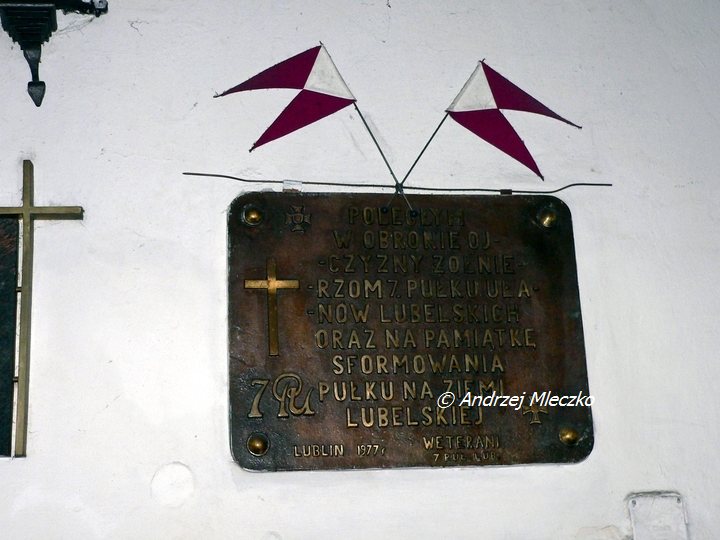 POLEGŁYM
W OBRONIE OJ-
-CZYZNY ŻOŁNIE-
-RZOM 7. PUŁKU UŁA-
-NÓW LUBELSKICH
ORAZ NA PAMIĄTKĘ
SFORMOWANIA
PUŁKU NA ZIEMI
LUBELSKIEJ
7 PU
LUBLIN 1977 r
WETERANI
7 PUŁ. LUB.
© Andrzej Mleczko